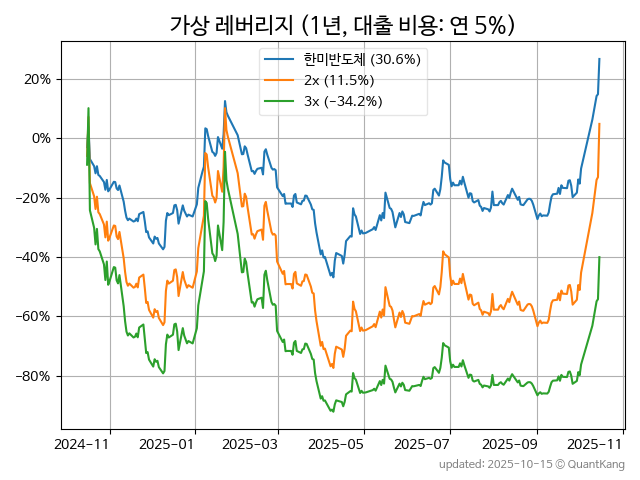 가상 레버리지 (1년, 대출 비용: 연 5%)
한미반도체 (30.6%)
2x (11.5%)
3x (−34.2%)
20%
0%
−20%
−40%
−60%
−80%
2024−11 2025−01 2025−03 2025−05 2025−07 2025−09 2025−11
updated: 2025-10-15 © QuantKang